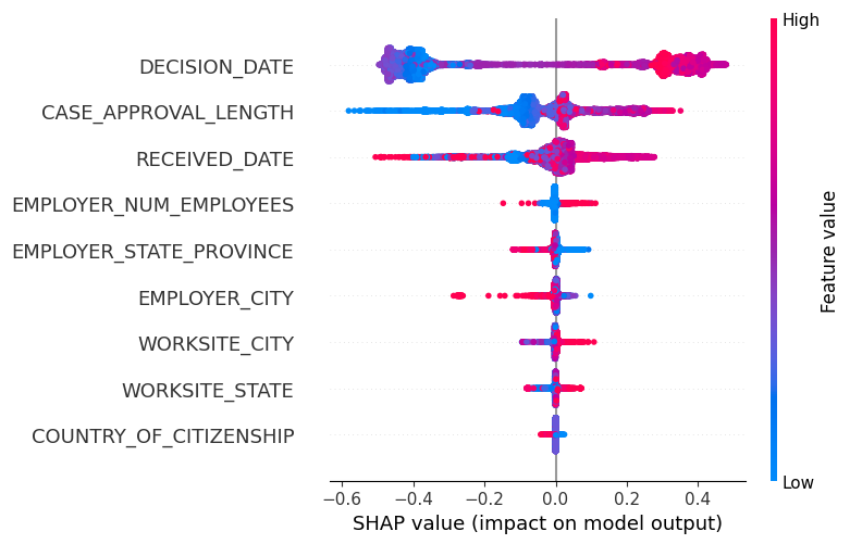 High
DECISION_DATE
CASE_APPROVAL_LENGTH
RECEIVED_DATE
EMPLOYER_NUM_EMPLOYEES
EMPLOYER_STATE_PROVINCE
EMPLOYER_CITY
WORKSITE_CITY
WORKSITE_STATE
COUNTRY_OF_CITIZENSHIP
Feature value
Low
−0.6 −0.4 −0.2 0.0 0.2 0.4
SHAP value (impact on model output)